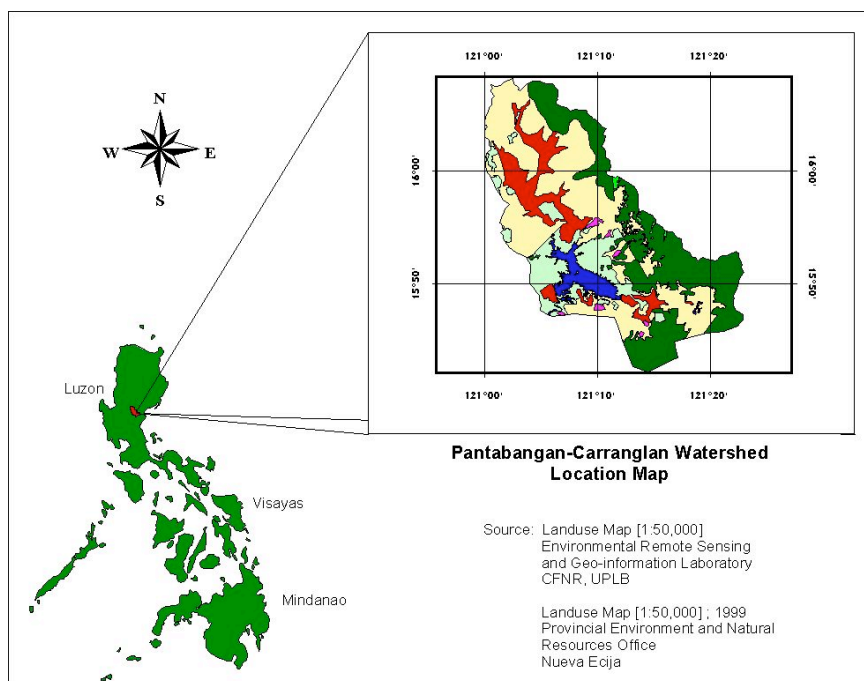 121°00'
121°10'
121°20'
N
W
E
S
16°00'
16°00'
15°50'
15°50'
121°00'
121°10'
121°20'
Luzon
Visayas
Mindanao
Pantabangan-Carranglan Watershed
Location Map
Source: Landuse Map [1:50,000]
Environmental Remote Sensing
and Geo-information Laboratory
CFNR, UPLB
Landuse Map [1:50,000] ; 1999
Provincial Environment and Natural
Resources Office
Nueva Ecija